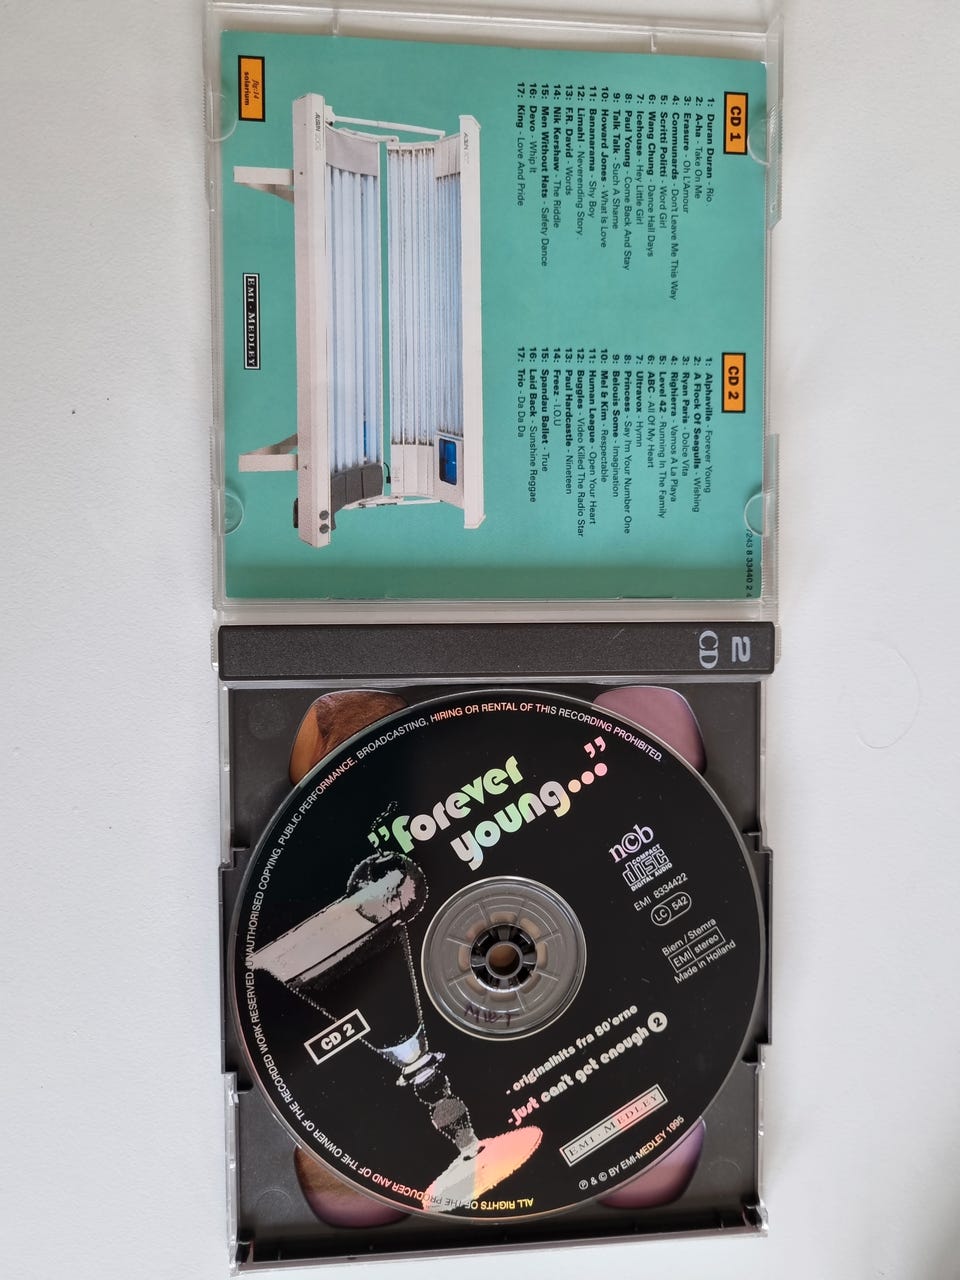 CD 1
1: Duran Duran - Rio
2: A-ha - Take On Me
3: Erasure - Oh L'Amour
4: Communards - Don't Leave Me This Way
5: Scritti Politti - Word Girl
6: Wang Chung - Dance Hall Days
7: Icehouse - Hey Little Girl
8: Paul Young - Come Back And Stay
9: Talk Talk - Such A Shame
10: Howard Jones - What Is Love
11: Bananarama - Shy Boy
12: Limahl - Neverending Story
13: F.R. David - Words
14: Nik Kershaw - The Riddle
15: Men Without Hats - Safety Dance
16: Devo - Whip It
17: King - Love And Pride
CD 2
1: Alphaville - Forever Young
2: A Flock Of Seagulls - Wishing
3: Ryan Paris - Dolce Vita
4: Righierra - Vamos A La Playa
5: Level 42 - Running In The Family
6: ABC - All Of My Heart
7: Ultravox - Hymn
8: Princess - Say I'm Your Number One
9: Belouis Some - Imagination
10: Mel & Kim - Respectable
11: Human League - Open Your Heart
12: Buggles - Video Killed The Radio Star
13: Paul Hardcastle - Nineteen
14: Freez - I.O.U
15: Spandau Ballet - True
16: Laid Back - Sunshine Reggae
17: Trio - Da Da Da
7243 8 33440 2 4
fig:14
solarium
EMI - MEDLEY
2
CD
ALL RIGHTS OF THE PRODUCER AND OF THE OWNER OF THE RECORDED WORK RESERVED. UNAUTHORISED COPYING, PUBLIC PERFORMANCE, BROADCASTING, HIRING OR RENTAL OF THIS RECORDING PROHIBITED.
"forever
young..."
ncb
COMPACT
disc
DIGITAL AUDIO
EMI 8334422
LC 542
Biem / Stemra
EMI stereo
Made in Holland
CD 2
- originalhits fra 80'erne
-just can't get enough 2
EMI - MEDLEY
℗ & © BY EMI-MEDLEY 1995